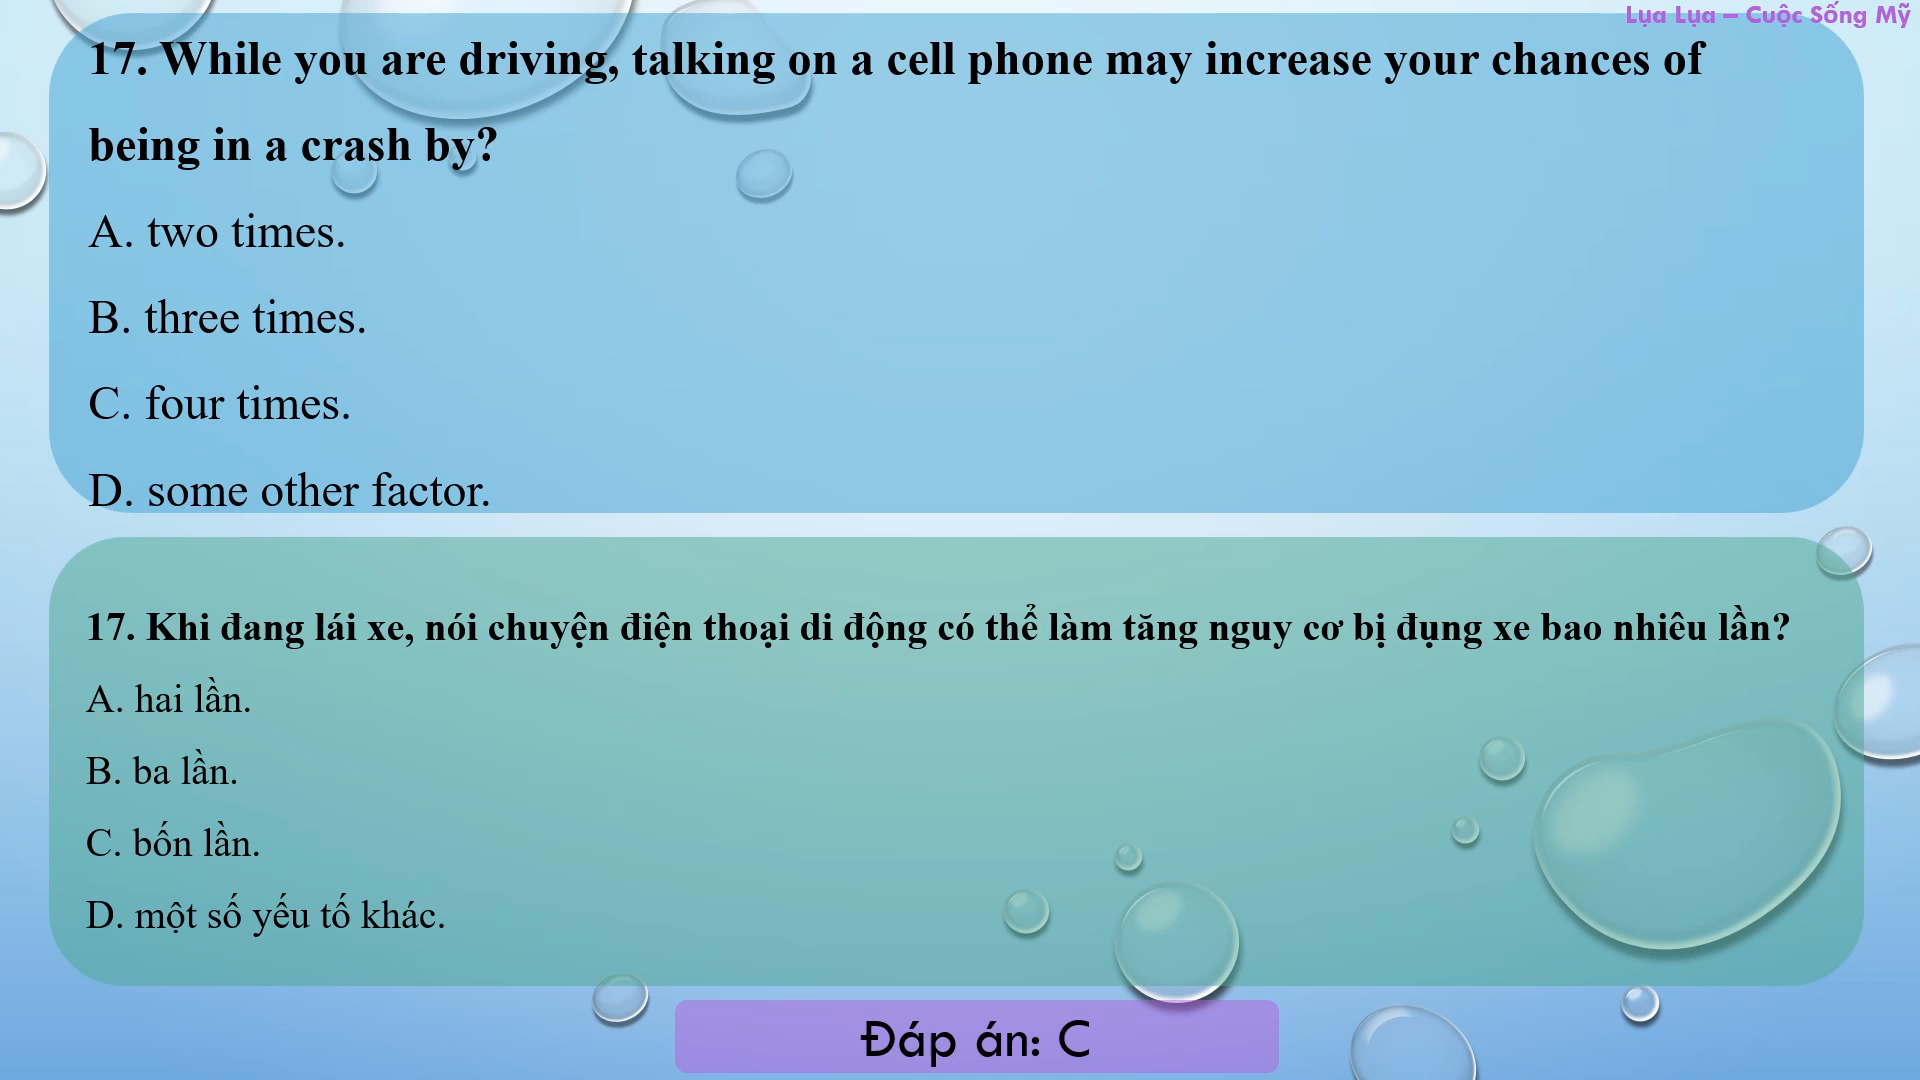 Lụa Lụa – Cuộc Sống Mỹ
17. While you are driving, talking on a cell phone may increase your chances of
being in a crash by?
A. two times.
B. three times.
C. four times.
D. some other factor.
17. Khi đang lái xe, nói chuyện điện thoại di động có thể làm tăng nguy cơ bị đụng xe bao nhiêu lần?
A. hai lần.
B. ba lần.
C. bốn lần.
D. một số yếu tố khác.
Đáp án: C